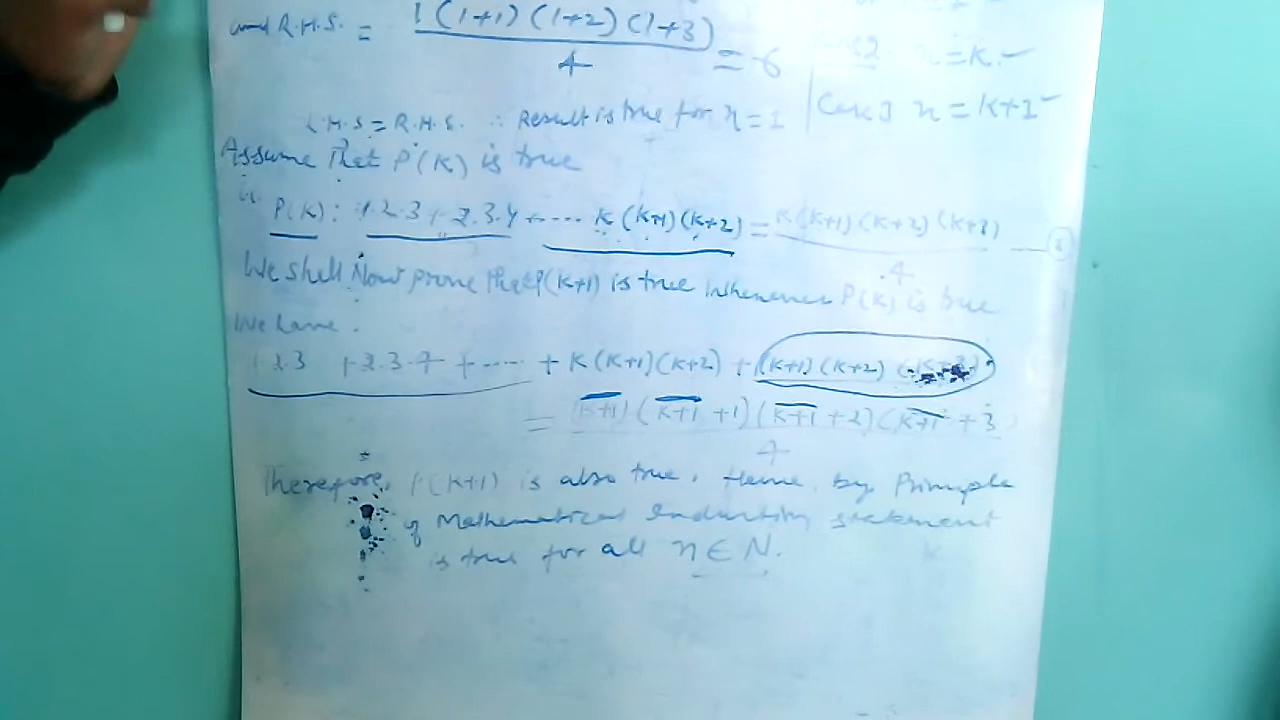 and R.H.S. = 1(1+1)(1+2)(1+3) / 4 = 6
n=K
L.H.S = R.H.S. ∴ Result is true for n=1
Case 3 n = K+1
Assume that P(K) is true
P(K): 1.2.3 + 2.3.4 + .... K(K+1)(K+2) = K(K+1)(K+2)(K+3) / 4
We shall Now prove that P(K+1) is true whenever P(K) is true
We have.
1.2.3 + 2.3.4 + ..... + K(K+1)(K+2) + (K+1)(K+2)(K+3)
= (K+1)(K+1+1)(K+1+2)(K+1+3) / 4
Therefore, P(K+1) is also true. Hence by Principle
of Mathematical Induction statement
is true for all n∈N.